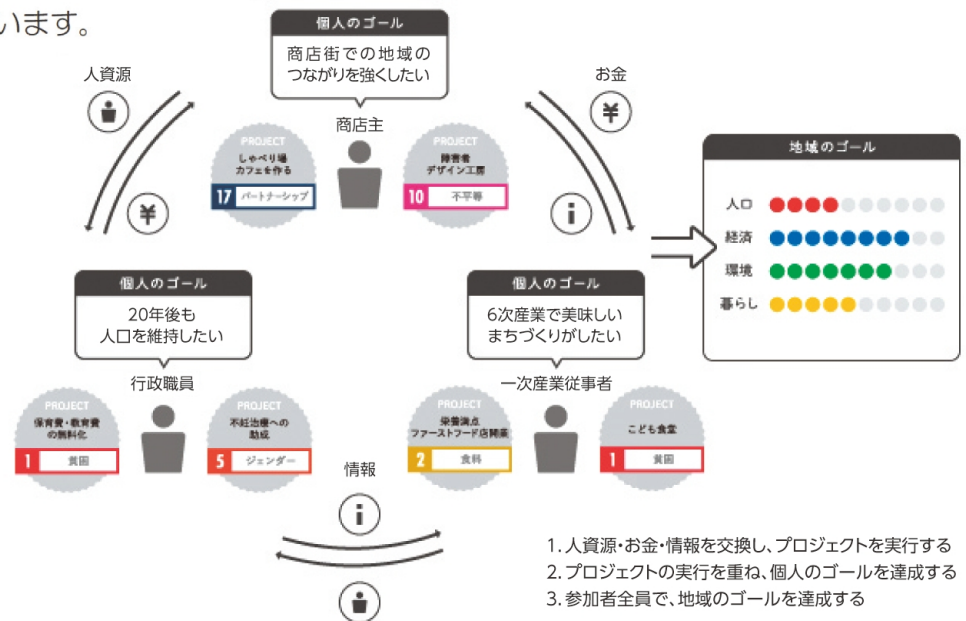 います。
個人のゴール
商店街での地域の
つながりを強くしたい
人資源
お金
¥
商店主
PROJECT
しゃべり場
カフェを作る
17 パートナーシップ
PROJECT
障害者
デザイン工房
10 不平等
¥
i
地域のゴール
人口
経済
環境
暮らし
個人のゴール
20年後も
人口を維持したい
行政職員
個人のゴール
6次産業で美味しい
まちづくりがしたい
一次産業従事者
PROJECT
保育費・教育費
の無料化
1 貧困
PROJECT
不妊治療への
助成
5 ジェンダー
PROJECT
栄養満点
ファーストフード店開業
2 食料
PROJECT
こども食堂
1 貧困
情報
i
1. 人資源・お金・情報を交換し、プロジェクトを実行する
2. プロジェクトの実行を重ね、個人のゴールを達成する
3. 参加者全員で、地域のゴールを達成する